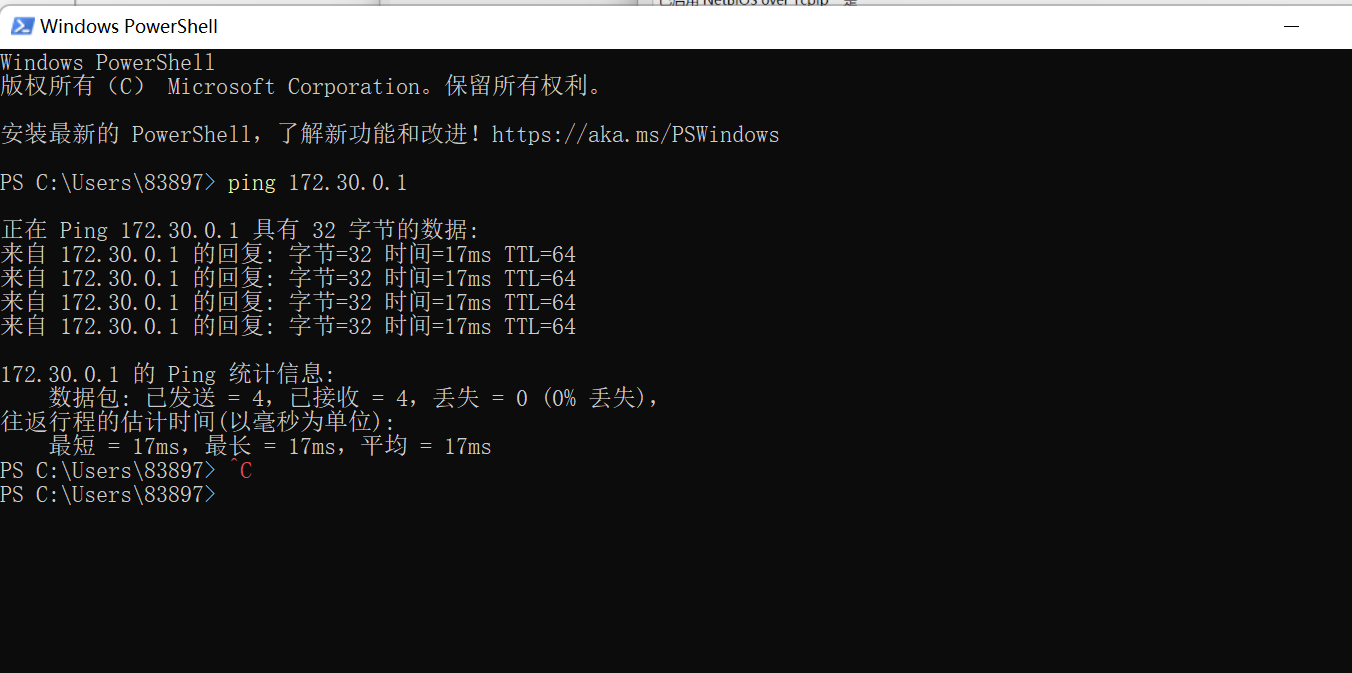 Windows PowerShell
Windows PowerShell
版权所有（C） Microsoft Corporation。保留所有权利。
安装最新的 PowerShell，了解新功能和改进！https://aka.ms/PSWindows
PS C:\Users\83897> ping 172.30.0.1
正在 Ping 172.30.0.1 具有 32 字节的数据:
来自 172.30.0.1 的回复: 字节=32 时间=17ms TTL=64
来自 172.30.0.1 的回复: 字节=32 时间=17ms TTL=64
来自 172.30.0.1 的回复: 字节=32 时间=17ms TTL=64
来自 172.30.0.1 的回复: 字节=32 时间=17ms TTL=64
172.30.0.1 的 Ping 统计信息:
数据包: 已发送 = 4，已接收 = 4，丢失 = 0 (0% 丢失)，
往返行程的估计时间(以毫秒为单位):
最短 = 17ms，最长 = 17ms，平均 = 17ms
PS C:\Users\83897> ^C
PS C:\Users\83897>